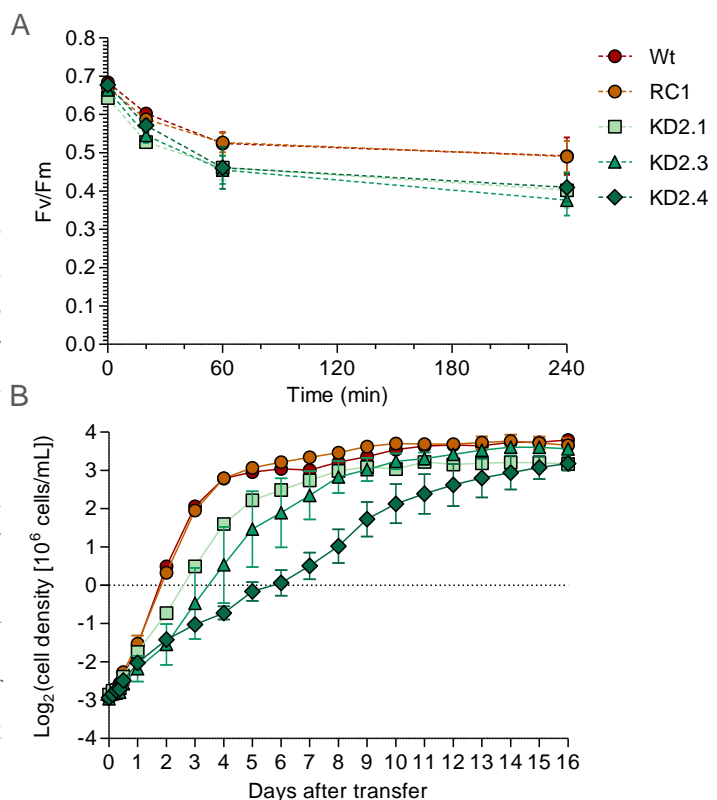 A
0.8
0.7
0.6
0.5
0.4
0.3
0.2
0.1
0.0
Fv/Fm
0 60 120 180 240
Time (min)
Wt
RC1
KD2.1
KD2.3
KD2.4
B
4
3
2
1
0
-1
-2
-3
-4
Log2(cell density [10⁶ cells/mL])
0 1 2 3 4 5 6 7 8 9 10 11 12 13 14 15 16
Days after transfer